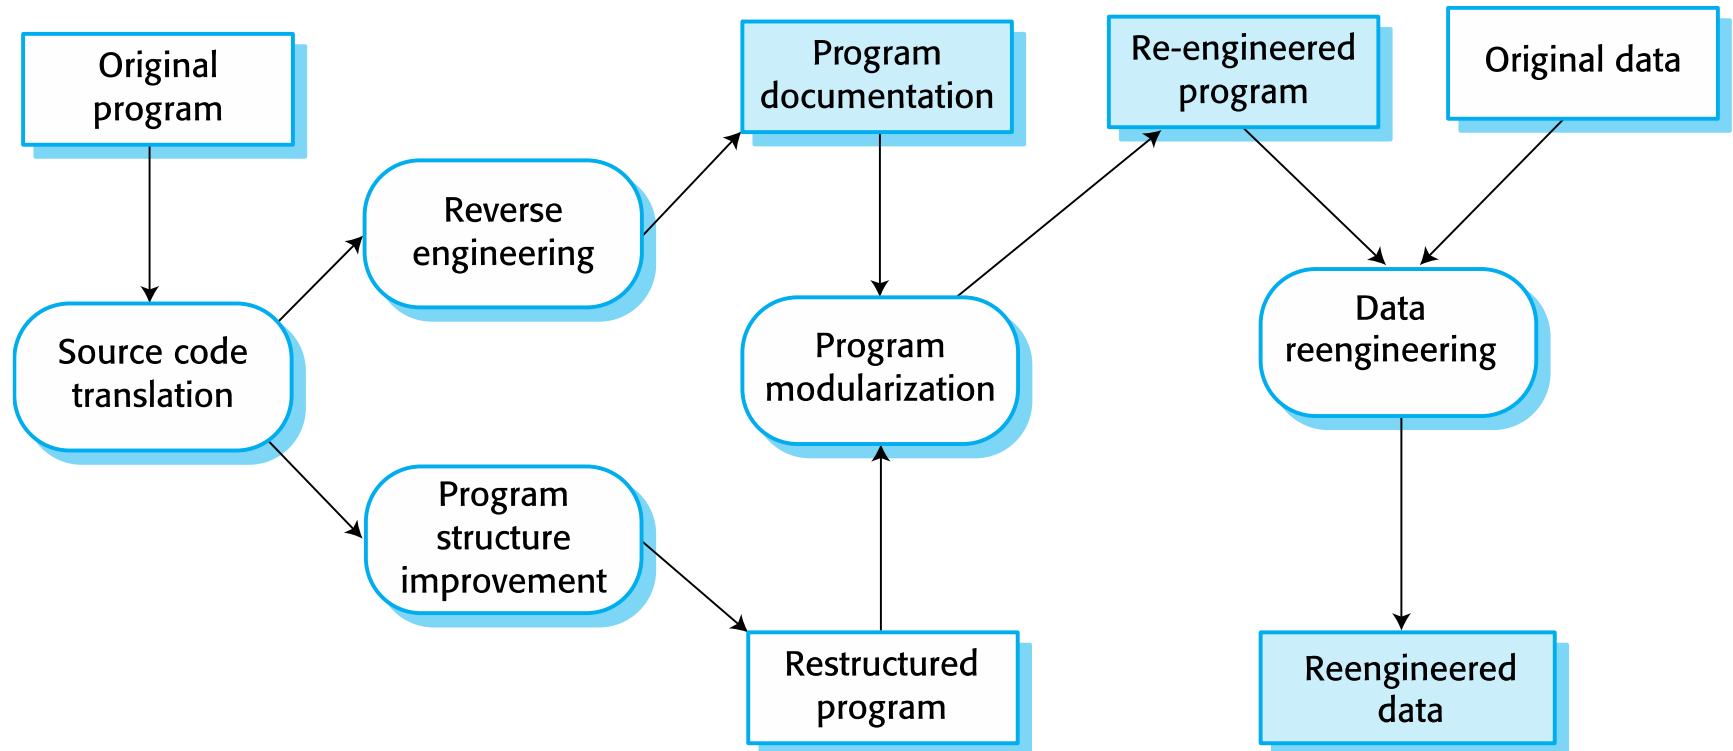 Original
program
Program
documentation
Re-engineered
program
Original data
Reverse
engineering
Source code
translation
Program
modularization
Data
reengineering
Program
structure
improvement
Restructured
program
Reengineered
data